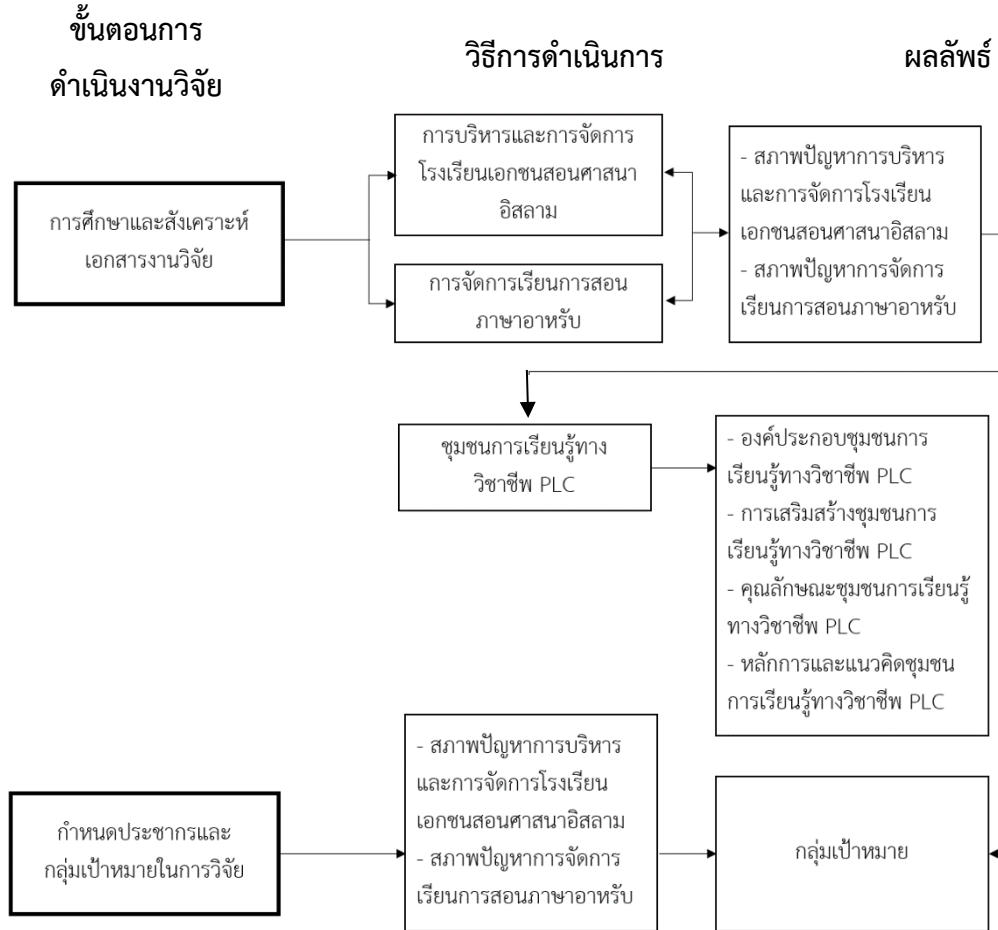 ขั้นตอนการ
ดำเนินงานวิจัย
วิธีการดำเนินการ
ผลลัพธ์
การศึกษาและสังเคราะห์
เอกสารงานวิจัย
การบริหารและการจัดการ
โรงเรียนเอกชนสอนศาสนา
อิสลาม
การจัดการเรียนการสอน
ภาษาอาหรับ
- สภาพปัญหาการบริหาร
และการจัดการโรงเรียน
เอกชนสอนศาสนาอิสลาม
- สภาพปัญหาการจัดการ
เรียนการสอนภาษาอาหรับ
ชุมชนการเรียนรู้ทาง
วิชาชีพ PLC
- องค์ประกอบชุมชนการ
เรียนรู้ทางวิชาชีพ PLC
- การเสริมสร้างชุมชนการ
เรียนรู้ทางวิชาชีพ PLC
- คุณลักษณะชุมชนการเรียนรู้
ทางวิชาชีพ PLC
- หลักการและแนวคิดชุมชน
การเรียนรู้ทางวิชาชีพ PLC
กำหนดประชากรและ
กลุ่มเป้าหมายในการวิจัย
- สภาพปัญหาการบริหาร
และการจัดการโรงเรียน
เอกชนสอนศาสนาอิสลาม
- สภาพปัญหาการจัดการ
เรียนการสอนภาษาอาหรับ
กลุ่มเป้าหมาย